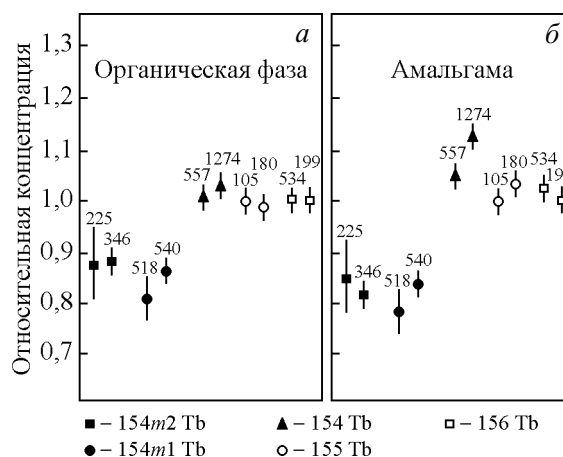 Относительная концентрация
1,3
1,2
1,1
1,0
0,9
0,8
0,7
а
Органическая фаза
225
346
518
540
557
1274
105
180
534
199
б
Амальгама
225
346
518
540
557
1274
105
180
534
19
– 154m2 Tb
– 154 Tb
– 156 Tb
– 154m1 Tb
– 155 Tb